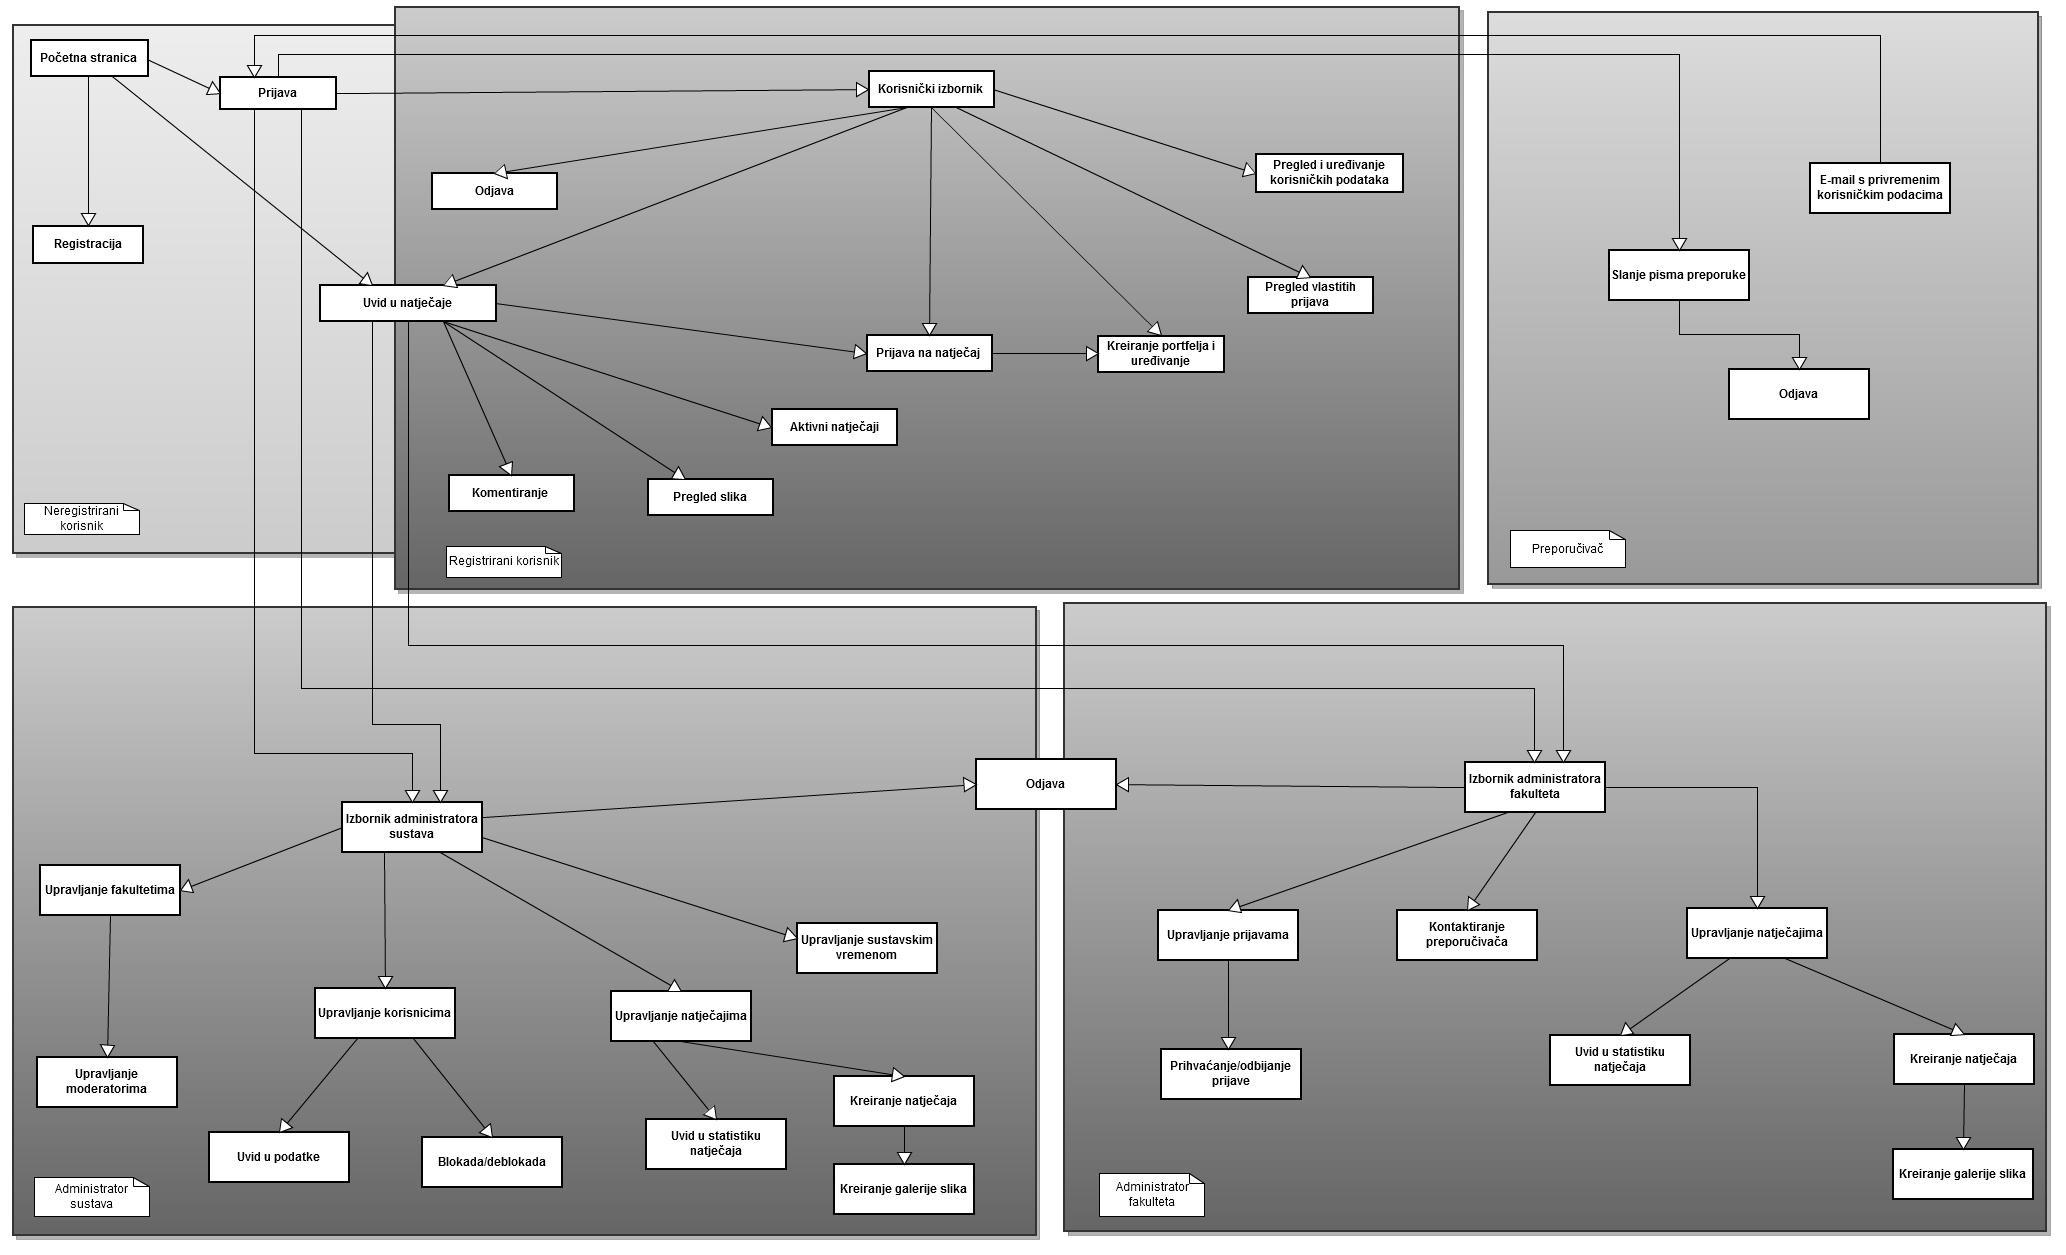 Početna stranica
Prijava
Registracija
Neregistrirani
korisnik
Korisnički izbornik
Odjava
Pregled i uređivanje
korisničkih podataka
Uvid u natječaje
Pregled vlastitih
prijava
Prijava na natječaj
Kreiranje portfelja i
uređivanje
Aktivni natječaji
Komentiranje
Pregled slika
Registrirani korisnik
E-mail s privremenim
korisničkim podacima
Slanje pisma preporuke
Odjava
Preporučivač
Odjava
Izbornik administratora
sustava
Upravljanje fakultetima
Upravljanje sustavskim
vremenom
Upravljanje korisnicima
Upravljanje natječajima
Upravljanje
moderatorima
Kreiranje natječaja
Uvid u podatke
Blokada/deblokada
Uvid u statistiku
natječaja
Kreiranje galerije slika
Administrator
sustava
Izbornik administratora
fakulteta
Upravljanje prijavama
Kontaktiranje
preporučivača
Upravljanje natječajima
Prihvaćanje/odbijanje
prijave
Uvid u statistiku
natječaja
Kreiranje natječaja
Kreiranje galerije slika
Administrator
fakulteta